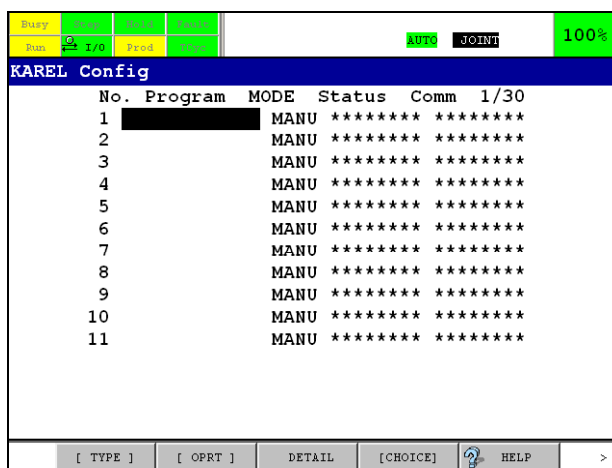 Busy Step Hold Fault
Run I/O Prod TCyc
AUTO JOINT 100%
KAREL Config
No. Program MODE Status Comm 1/30
1 MANU ******** ********
2 MANU ******** ********
3 MANU ******** ********
4 MANU ******** ********
5 MANU ******** ********
6 MANU ******** ********
7 MANU ******** ********
8 MANU ******** ********
9 MANU ******** ********
10 MANU ******** ********
11 MANU ******** ********
[ TYPE ] [ OPRT ] DETAIL [CHOICE] HELP >